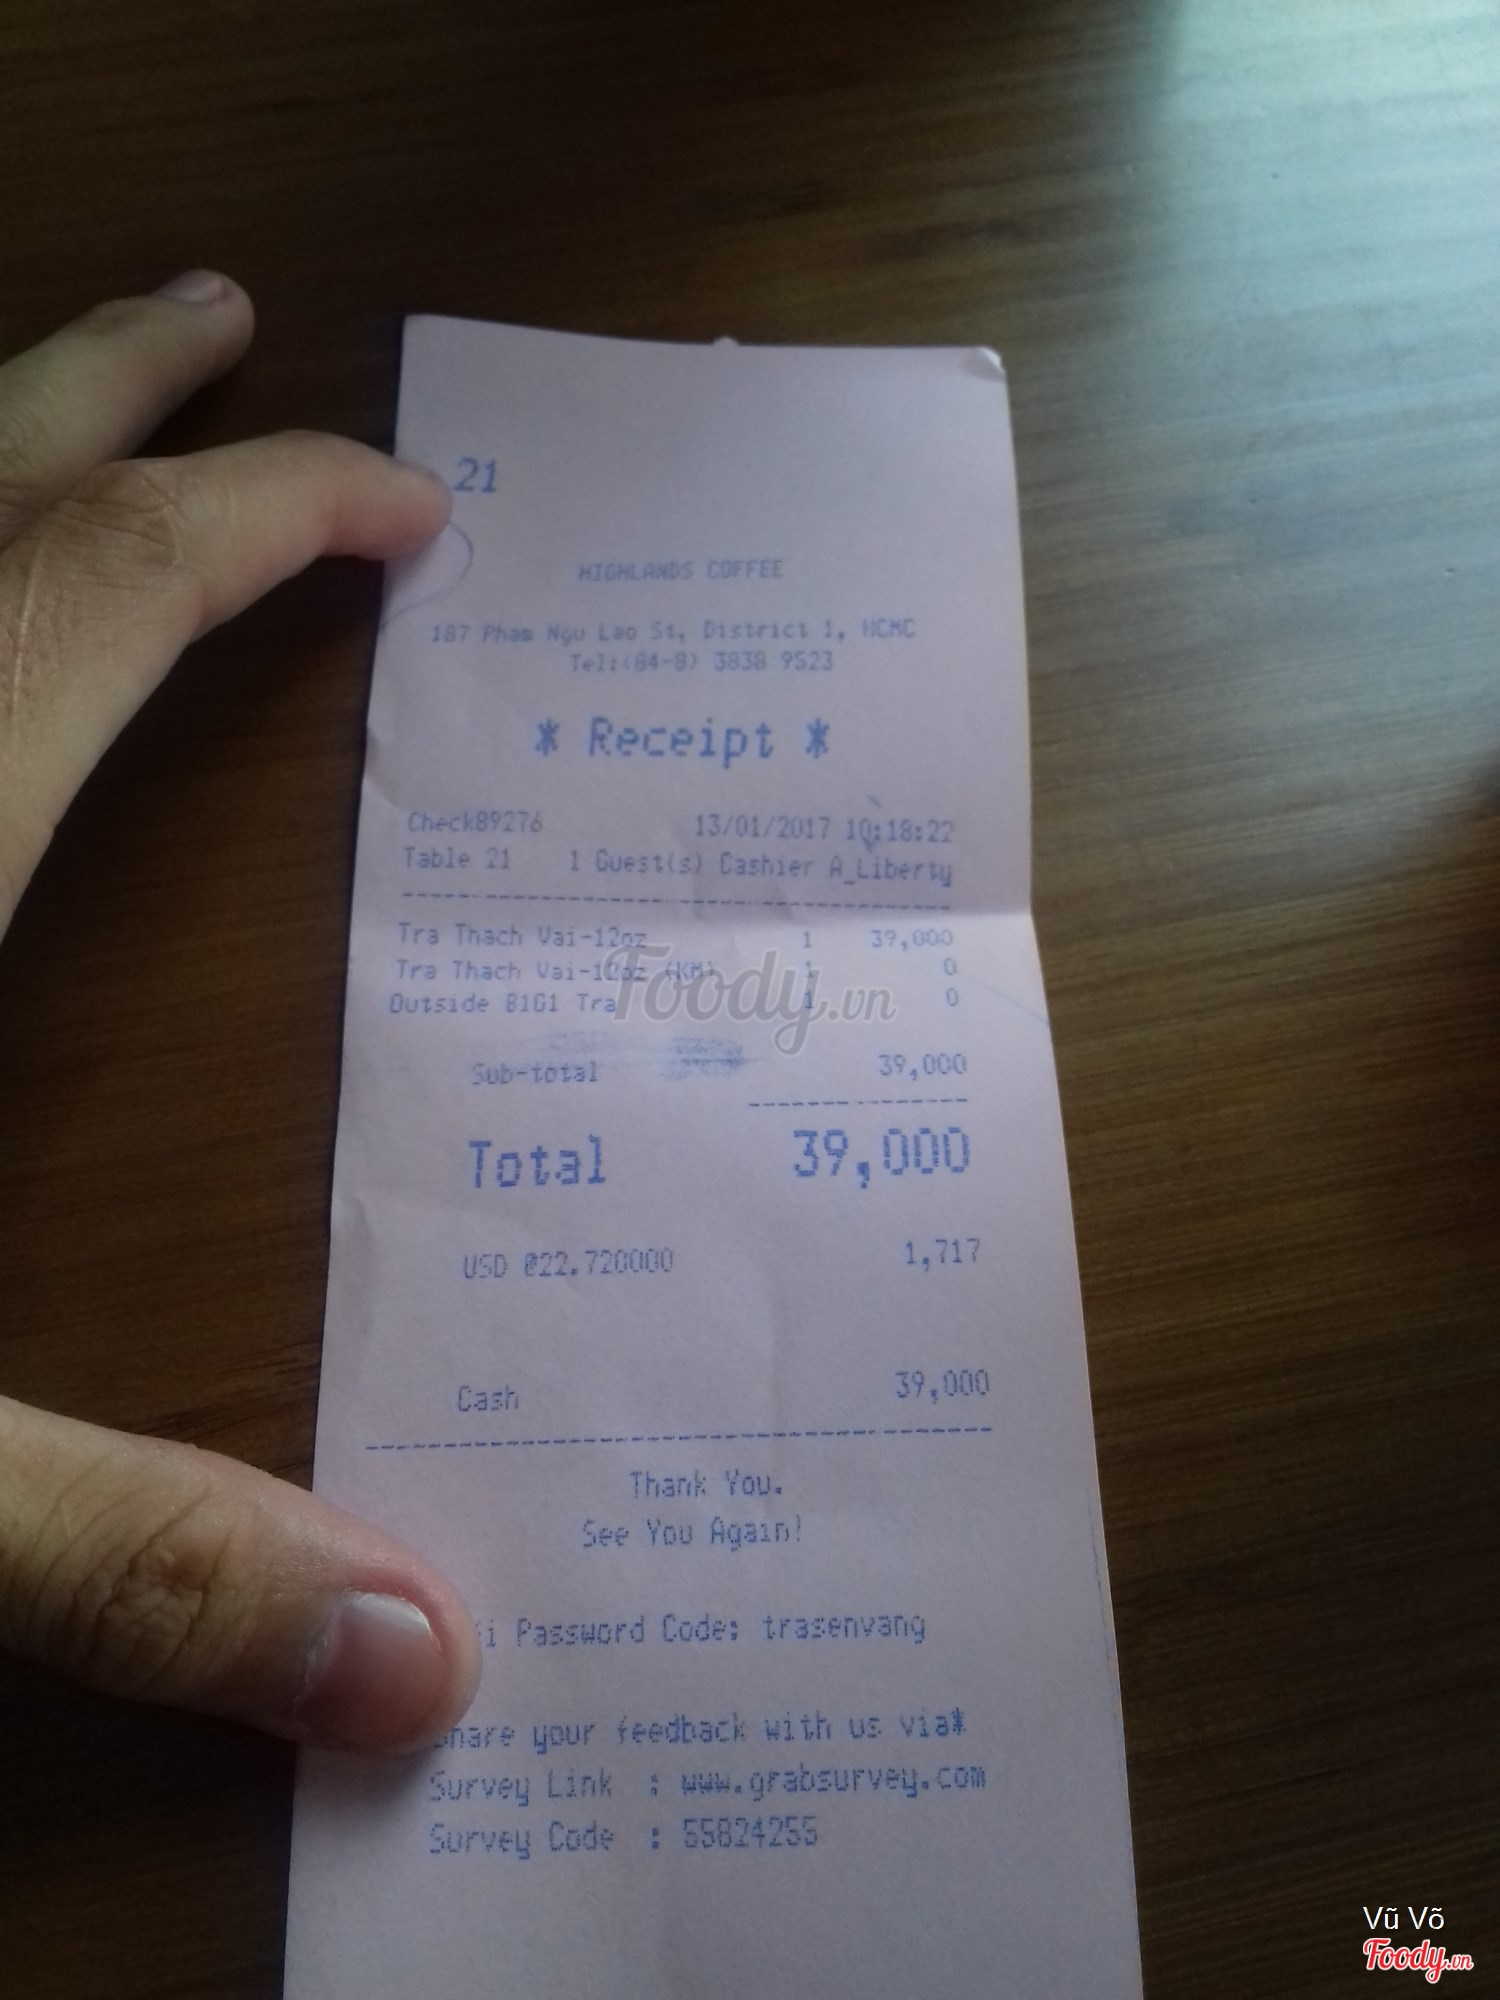 21
HIGHLANDS COFFEE
187 Pham Ngu Lao St, District 1, HCMC
Tel:(84-8) 3838 9523
* Receipt *
Check89276 13/01/2017 10:18:22
Table 21 1 Guest(s) Cashier A_Liberty
Tra Thach Vai-12oz 1 39,000
Tra Thach Vai-12oz (KM) 1 0
Outside B1G1 Tra 1 0
Foody.vn
Sub-total 39,000
Total 39,000
USD @22.720000 1,717
Cash 39,000
Thank You.
See You Again!
Password Code: trasenvang
Share your feedback with us via*
Survey Link : www.grabsurvey.com
Survey Code : 55824255
Vũ Võ
Foody.vn